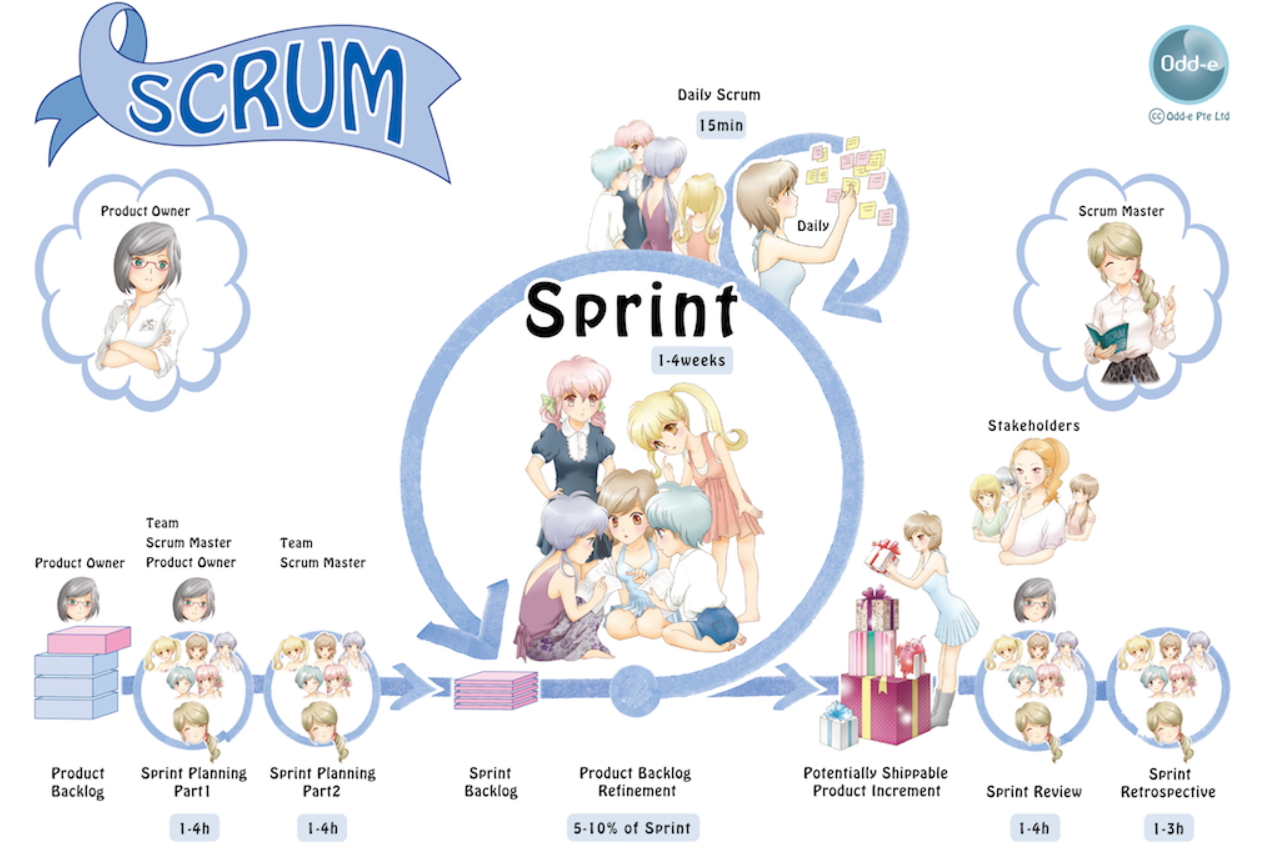 SCRUM
Odd-e
cc Odd-e Pte Ltd
Daily Scrum
15min
Daily
Product Owner
Scrum Master
Sprint
1-4weeks
Stakeholders
Product Owner
Team
Scrum Master
Product Owner
Team
Scrum Master
Product
Backlog
Sprint Planning
Part1
1-4h
Sprint Planning
Part2
1-4h
Sprint
Backlog
Product Backlog
Refinement
5-10% of Sprint
Potentially Shippable
Product Increment
Sprint Review
1-4h
Sprint
Retrospective
1-3h